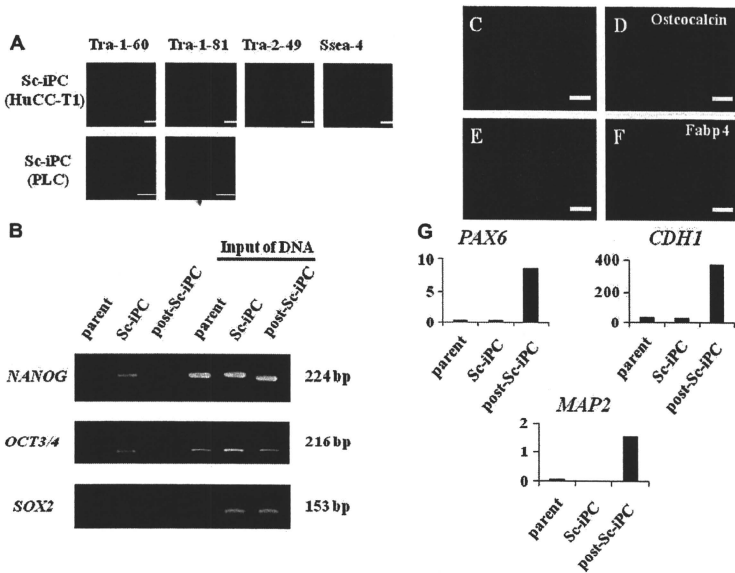 A
Tra-1-60 Tra-1-81 Tra-2-49 Ssea-4
Sc-iPC
(HuCC-T1)
Sc-iPC
(PLC)
B
Input of DNA
parent Sc-iPC post-Sc-iPC parent Sc-iPC post-Sc-iPC
NANOG 224 bp
OCT3/4 216 bp
SOX2 153 bp
C
D Osteocalcin
E
F Fabp4
G
PAX6
10
5
0
parent Sc-iPC post-Sc-iPC
CDH1
400
200
0
parent Sc-iPC post-Sc-iPC
MAP2
2
1
0
parent Sc-iPC post-Sc-iPC